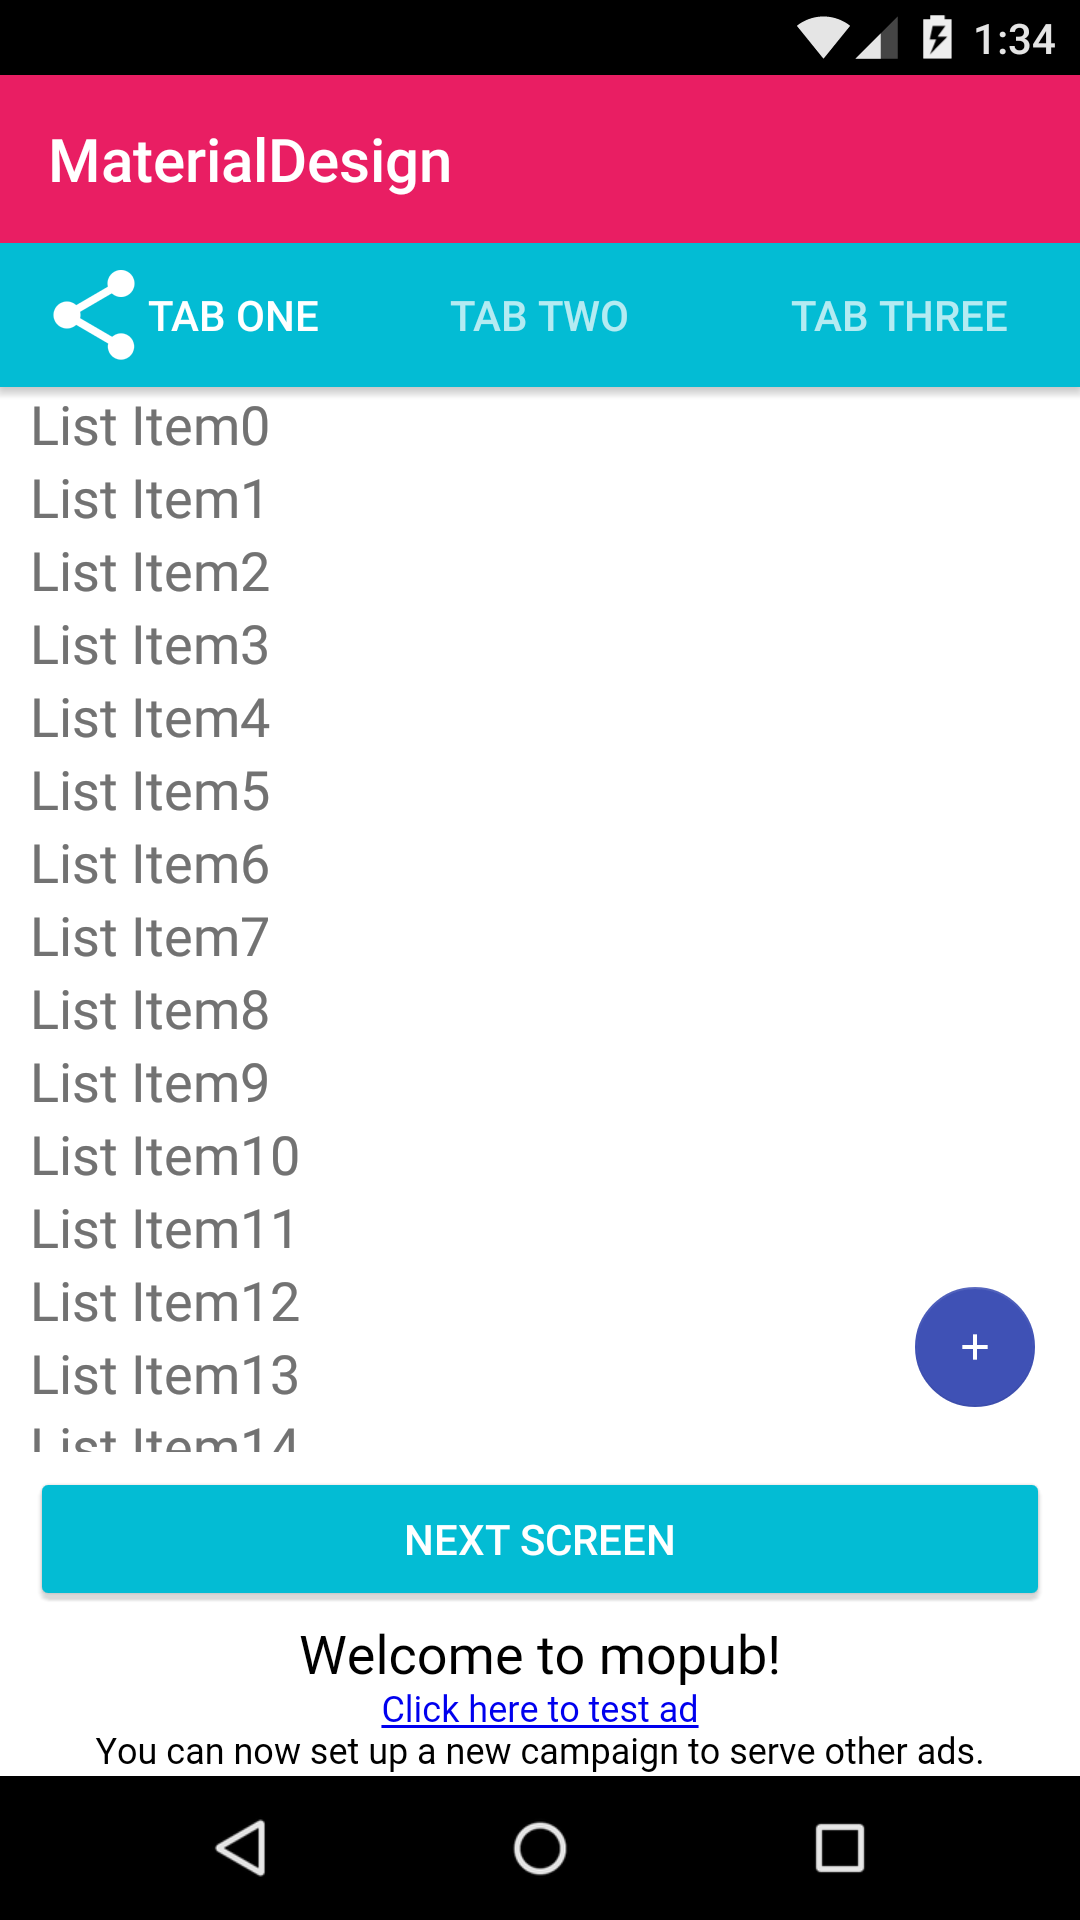 1:34
MaterialDesign
TAB ONE TAB TWO TAB THREE
List Item0
List Item1
List Item2
List Item3
List Item4
List Item5
List Item6
List Item7
List Item8
List Item9
List Item10
List Item11
List Item12
List Item13
List Item14
+
NEXT SCREEN
Welcome to mopub!
Click here to test ad
You can now set up a new campaign to serve other ads.